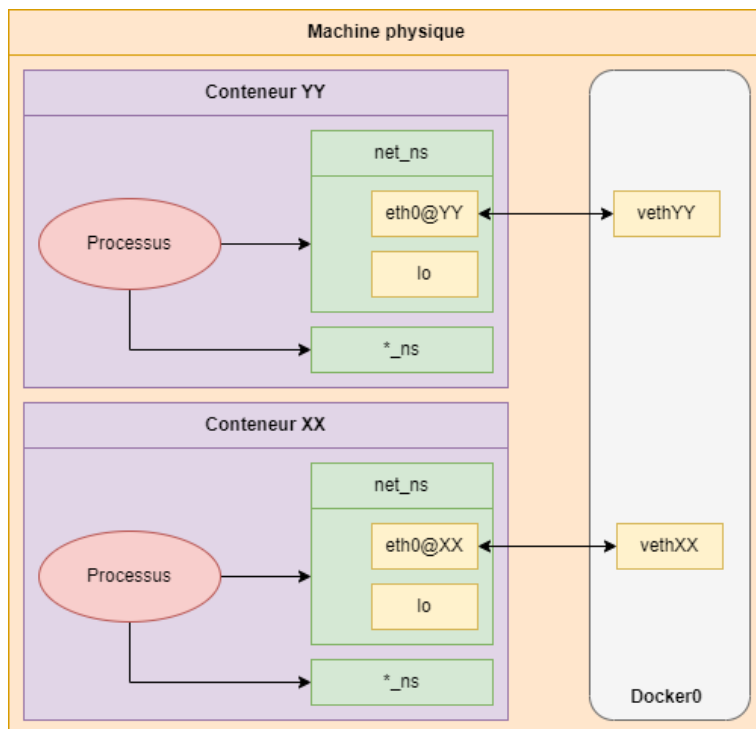 Machine physique
Conteneur YY
net_ns
eth0@YY
vethYY
Processus
lo
*_ns
Conteneur XX
net_ns
eth0@XX
vethXX
Processus
lo
*_ns
Docker0